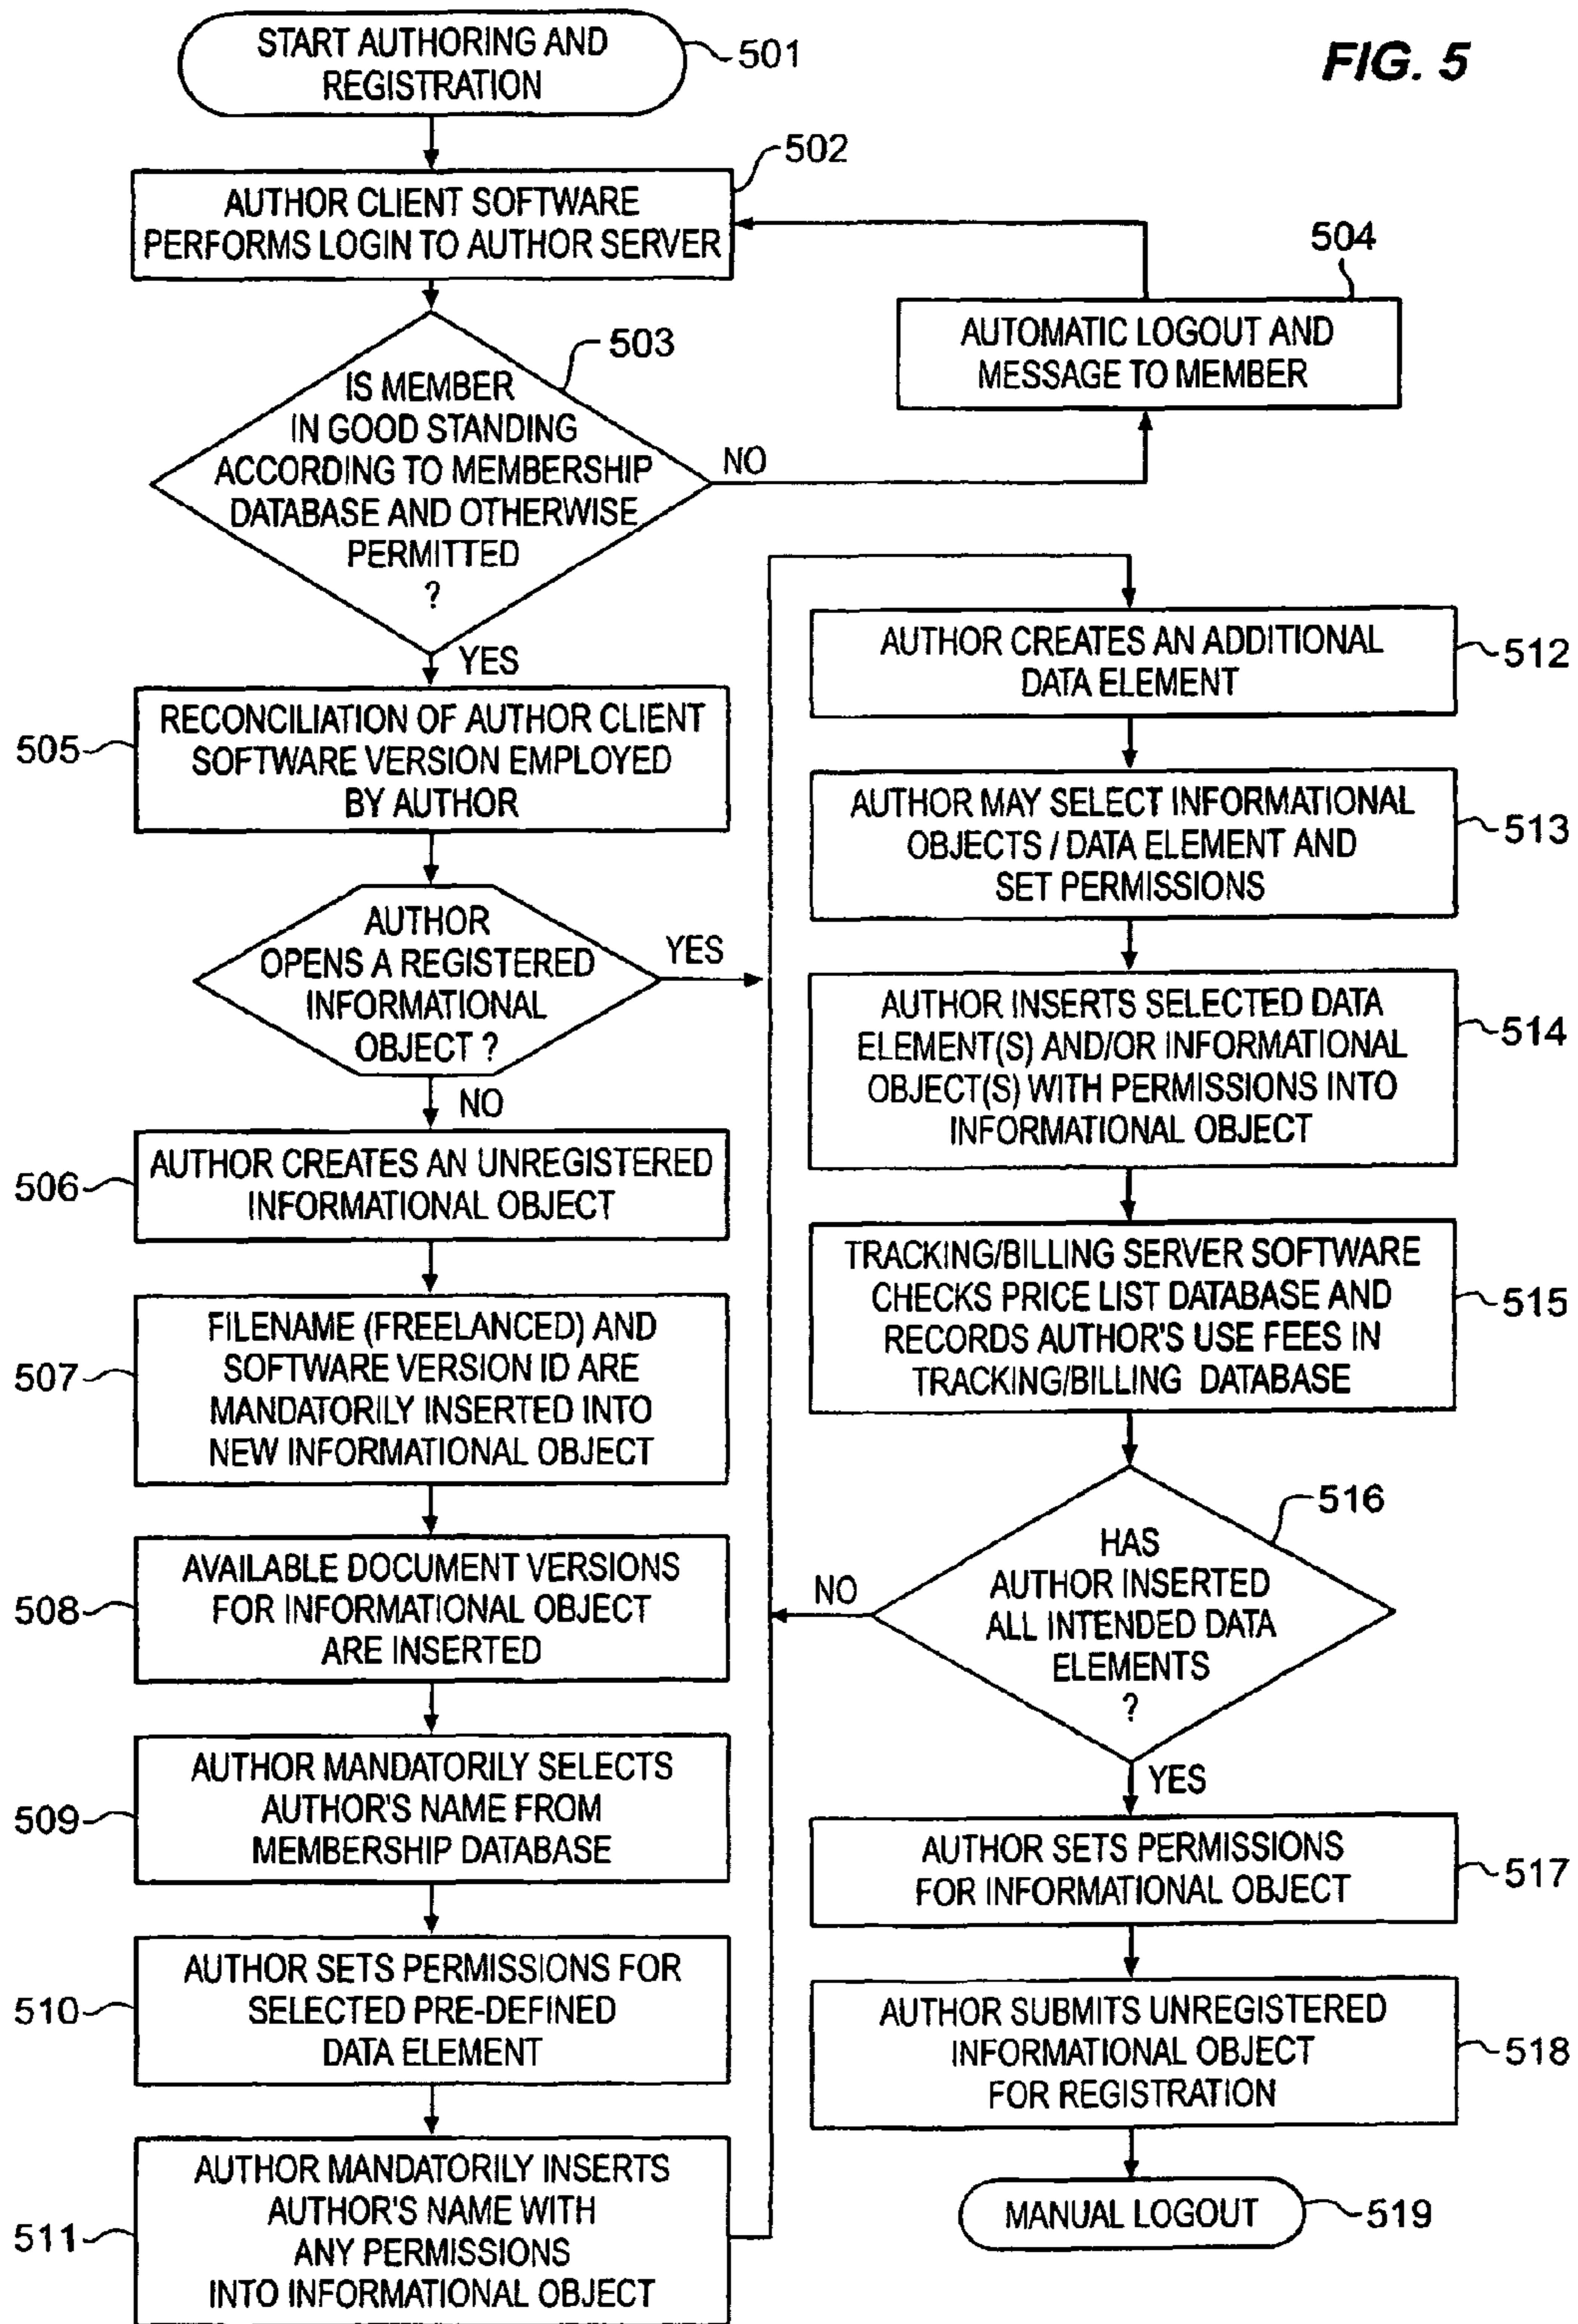 FIG. 5
START AUTHORING AND
REGISTRATION
501
502
AUTHOR CLIENT SOFTWARE
PERFORMS LOGIN TO AUTHOR SERVER
504
AUTOMATIC LOGOUT AND
MESSAGE TO MEMBER
503
IS MEMBER
IN GOOD STANDING
ACCORDING TO MEMBERSHIP
DATABASE AND OTHERWISE
PERMITTED
?
NO
YES
505
RECONCILIATION OF AUTHOR CLIENT
SOFTWARE VERSION EMPLOYED
BY AUTHOR
AUTHOR
OPENS A REGISTERED
INFORMATIONAL
OBJECT ?
YES
NO
506
AUTHOR CREATES AN UNREGISTERED
INFORMATIONAL OBJECT
507
FILENAME (FREELANCED) AND
SOFTWARE VERSION ID ARE
MANDATORILY INSERTED INTO
NEW INFORMATIONAL OBJECT
508
AVAILABLE DOCUMENT VERSIONS
FOR INFORMATIONAL OBJECT
ARE INSERTED
509
AUTHOR MANDATORILY SELECTS
AUTHOR'S NAME FROM
MEMBERSHIP DATABASE
510
AUTHOR SETS PERMISSIONS FOR
SELECTED PRE-DEFINED
DATA ELEMENT
511
AUTHOR MANDATORILY INSERTS
AUTHOR'S NAME WITH
ANY PERMISSIONS
INTO INFORMATIONAL OBJECT
AUTHOR CREATES AN ADDITIONAL
DATA ELEMENT
512
AUTHOR MAY SELECT INFORMATIONAL
OBJECTS / DATA ELEMENT AND
SET PERMISSIONS
513
AUTHOR INSERTS SELECTED DATA
ELEMENT(S) AND/OR INFORMATIONAL
OBJECT(S) WITH PERMISSIONS INTO
INFORMATIONAL OBJECT
514
TRACKING/BILLING SERVER SOFTWARE
CHECKS PRICE LIST DATABASE AND
RECORDS AUTHOR'S USE FEES IN
TRACKING/BILLING DATABASE
515
516
HAS
AUTHOR INSERTED
ALL INTENDED DATA
ELEMENTS
?
NO
YES
AUTHOR SETS PERMISSIONS
FOR INFORMATIONAL OBJECT
517
AUTHOR SUBMITS UNREGISTERED
INFORMATIONAL OBJECT
FOR REGISTRATION
518
MANUAL LOGOUT
519